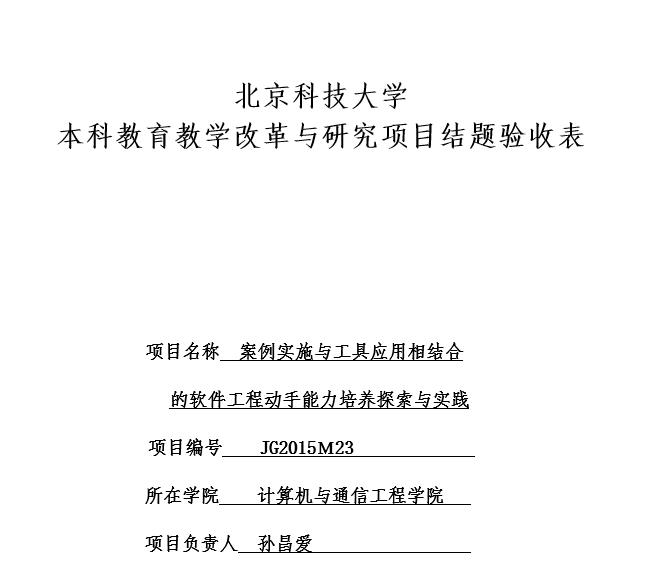 北京科技大学
本科教育教学改革与研究项目结题验收表
项目名称 案例实施与工具应用相结合
的软件工程动手能力培养探索与实践
项目编号 JG2015M23
所在学院 计算机与通信工程学院
项目负责人 孙昌爱